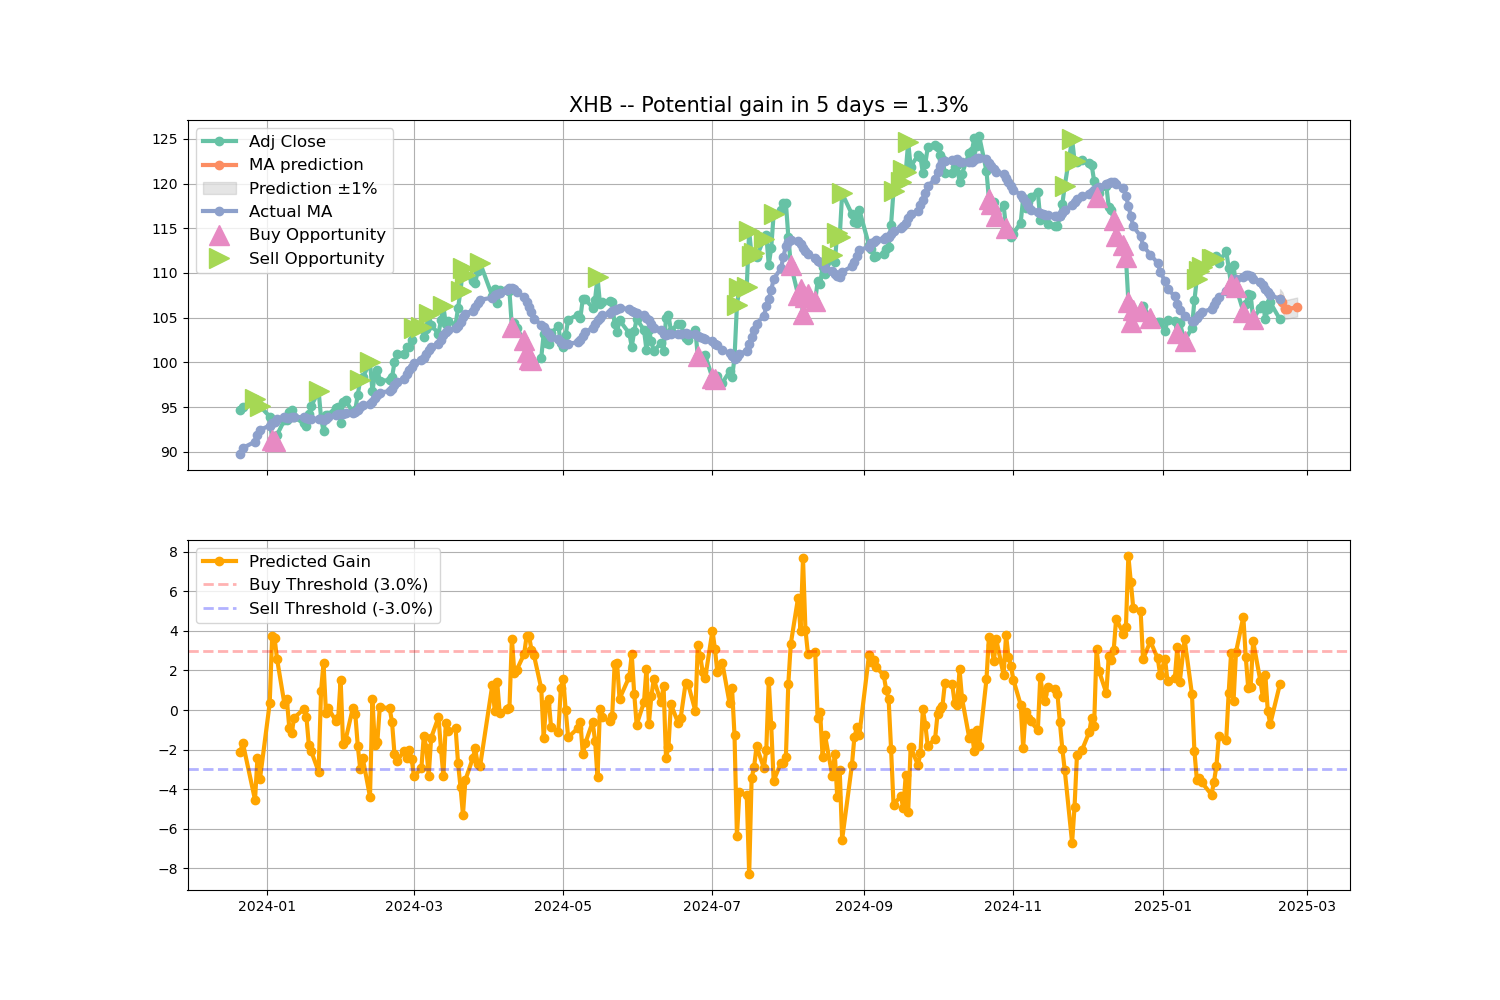 XHB -- Potential gain in 5 days = 1.3%
125
120
115
110
105
100
95
90
Adj Close
MA prediction
Prediction ±1%
Actual MA
Buy Opportunity
Sell Opportunity
8
6
4
2
0
−2
−4
−6
−8
Predicted Gain
Buy Threshold (3.0%)
Sell Threshold (-3.0%)
2024-01 2024-03 2024-05 2024-07 2024-09 2024-11 2025-01 2025-03